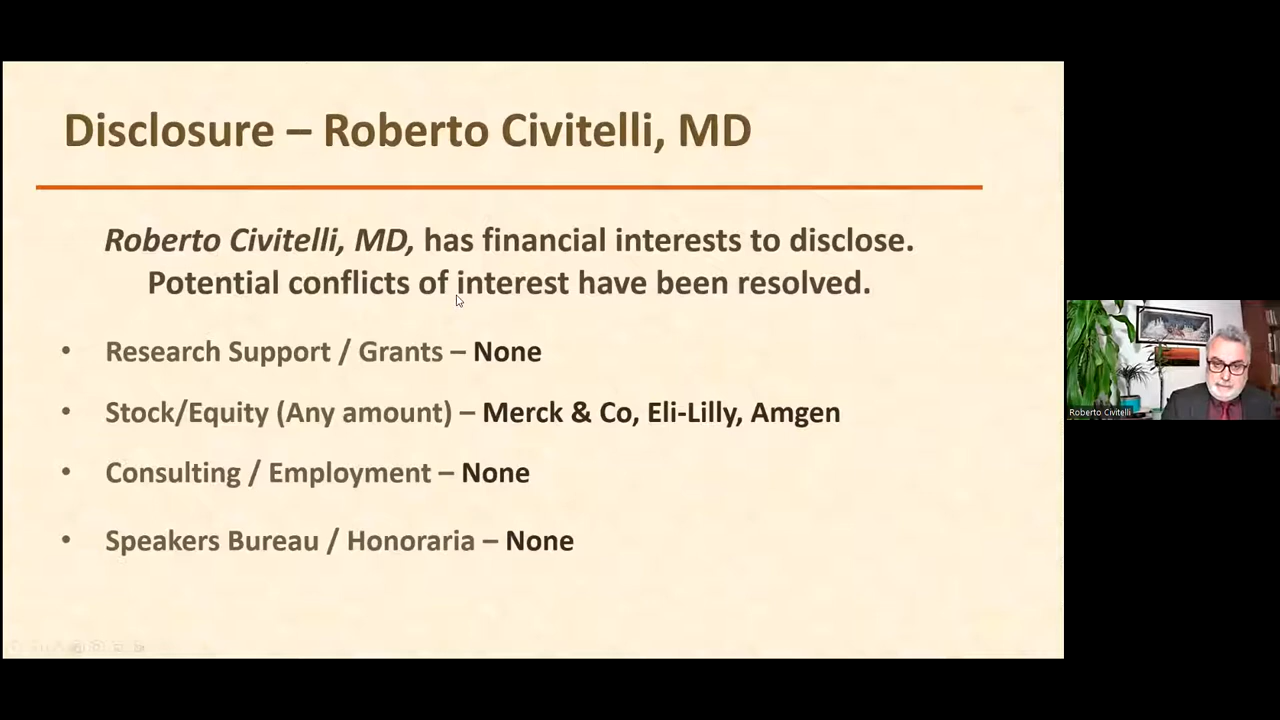 Disclosure – Roberto Civitelli, MD
Roberto Civitelli, MD, has financial interests to disclose.
Potential conflicts of interest have been resolved.
• Research Support / Grants – None
• Stock/Equity (Any amount) – Merck & Co, Eli-Lilly, Amgen
• Consulting / Employment – None
• Speakers Bureau / Honoraria – None
Roberto Civitelli